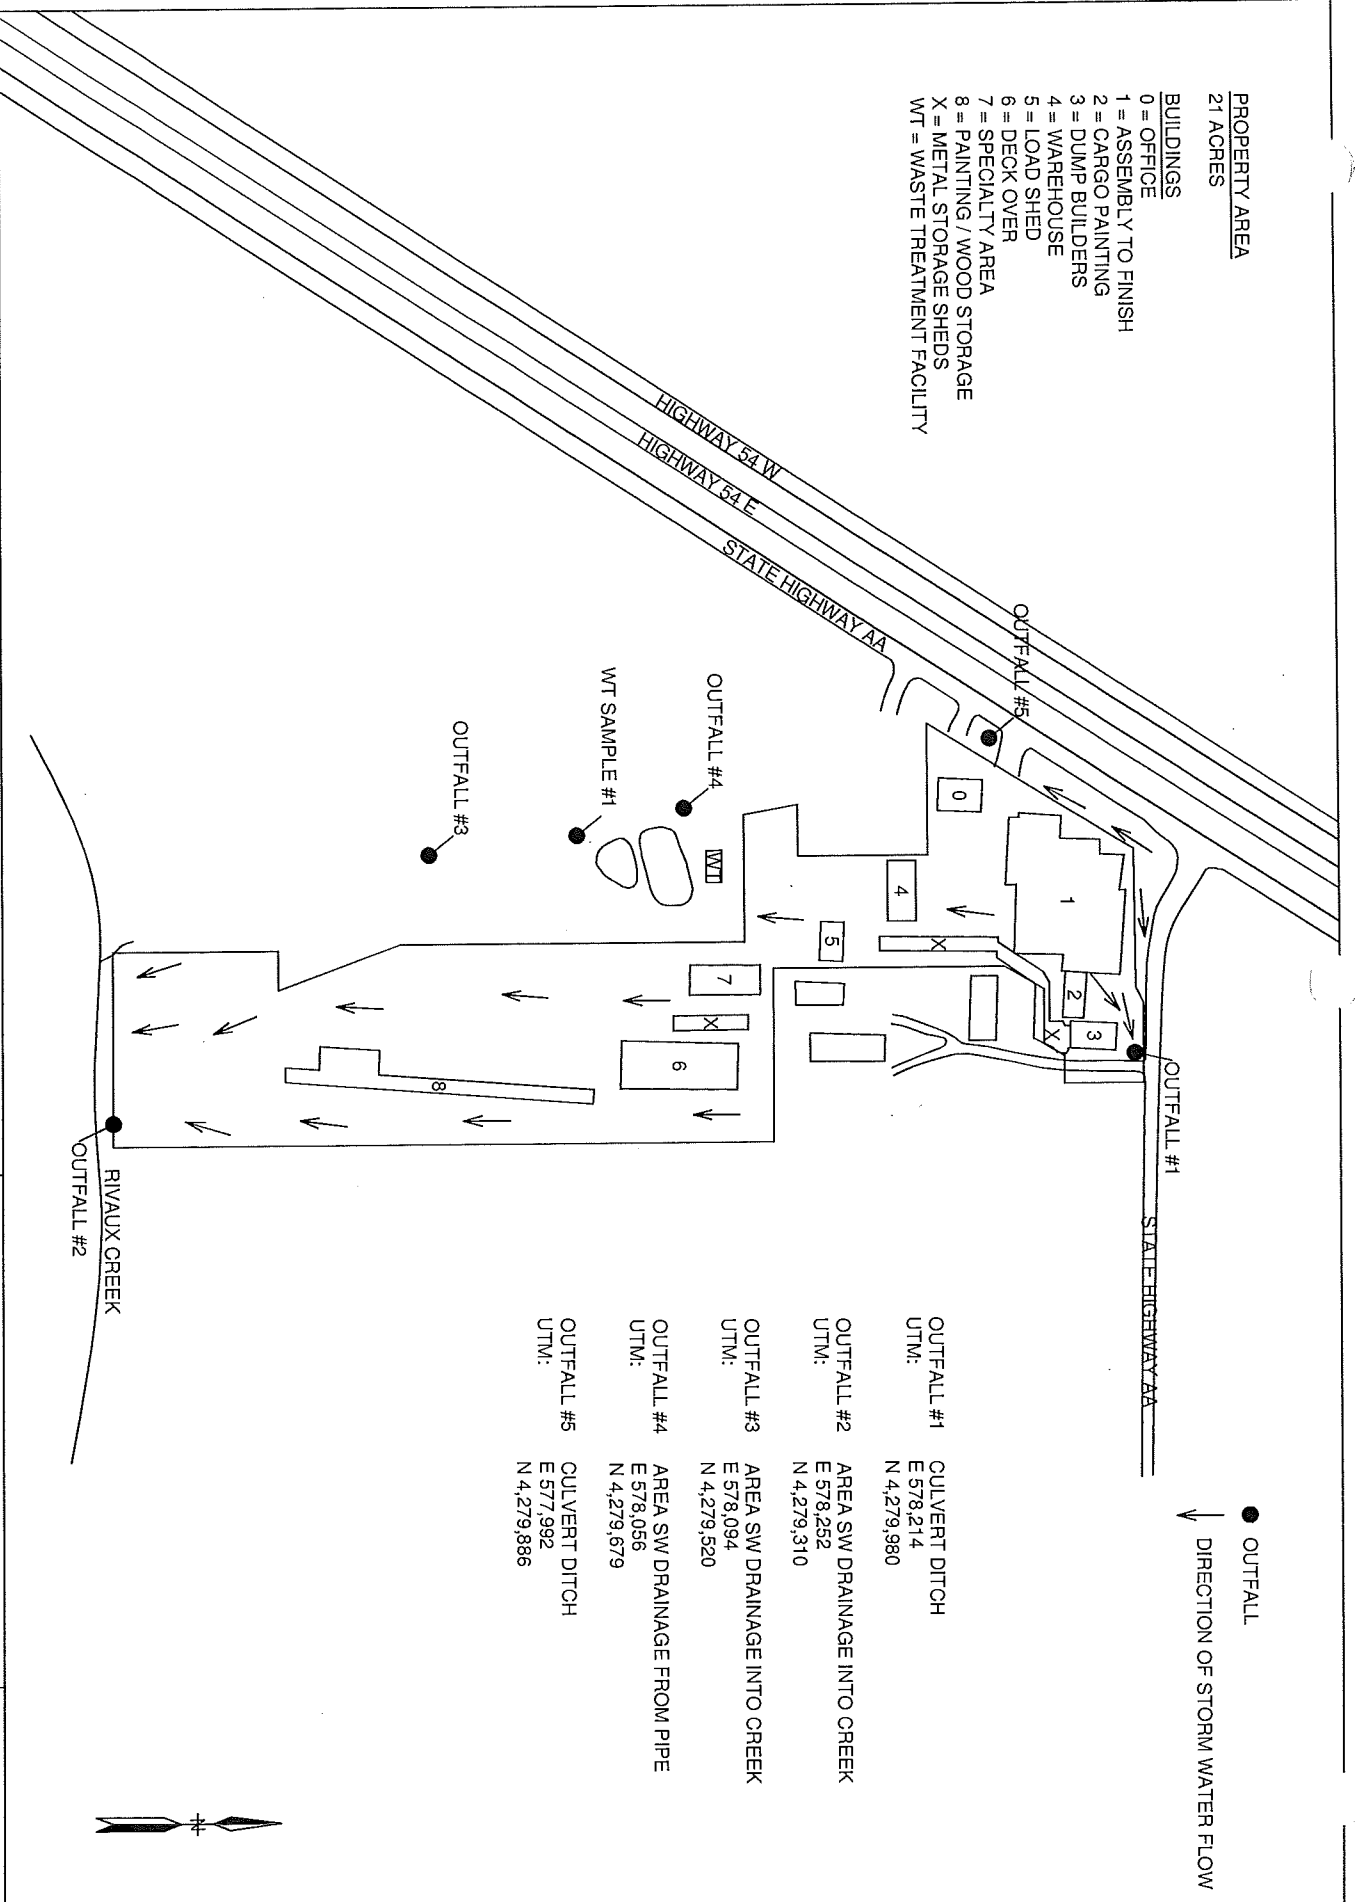 PROPERTY AREA
21 ACRES
BUILDINGS
0 = OFFICE
1 = ASSEMBLY TO FINISH
2 = CARGO PAINTING
3 = DUMP BUILDERS
4 = WAREHOUSE
5 = LOAD SHED
6 = DECK OVER
7 = SPECIALTY AREA
8 = PAINTING / WOOD STORAGE
X = METAL STORAGE SHEDS
WT = WASTE TREATMENT FACILITY
OUTFALL
DIRECTION OF STORM WATER FLOW
HIGHWAY 54 W
HIGHWAY 54 E
STATE HIGHWAY AA
OUTFALL #5
OUTFALL #1
STATE HIGHWAY AA
0
1
2
3
X
4
X
5
7
X
6
8
WT
OUTFALL #4
WT SAMPLE #1
OUTFALL #3
RIVAUX CREEK
OUTFALL #2
OUTFALL #1 CULVERT DITCH
UTM: E 578,214
N 4,279,980
OUTFALL #2 AREA SW DRAINAGE INTO CREEK
UTM: E 578,252
N 4,279,310
OUTFALL #3 AREA SW DRAINAGE INTO CREEK
UTM: E 578,094
N 4,279,520
OUTFALL #4 AREA SW DRAINAGE FROM PIPE
UTM: E 578,056
N 4,279,679
OUTFALL #5 CULVERT DITCH
UTM: E 577,992
N 4,279,886
N